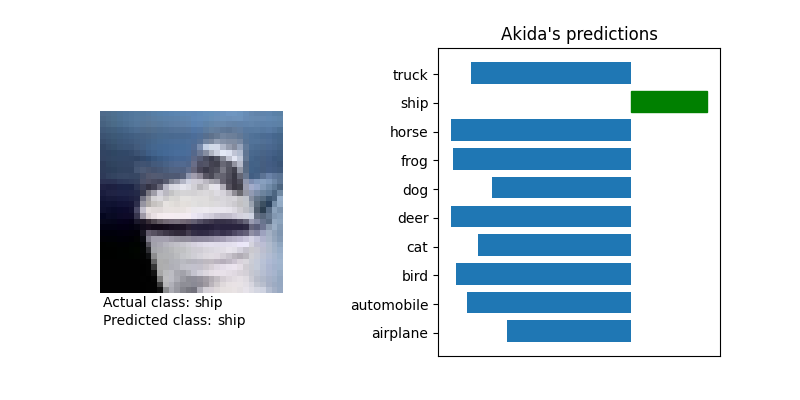 Akida's predictions
truck
ship
horse
frog
dog
deer
cat
bird
automobile
airplane
Actual class: ship
Predicted class: ship